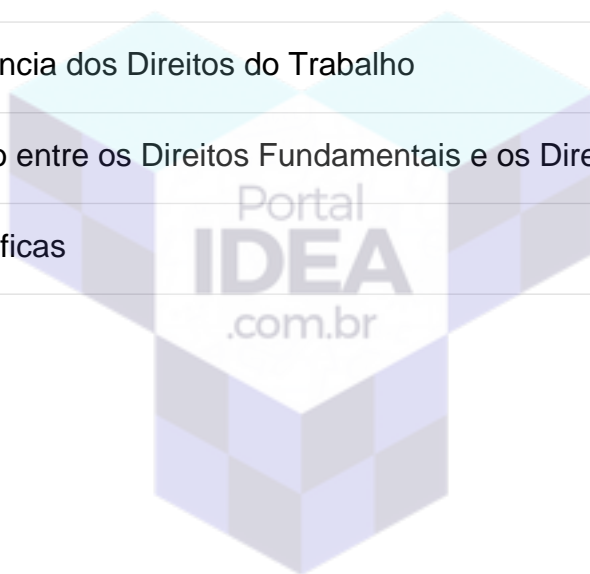 ncia dos Direitos do Trabalho
o entre os Direitos Fundamentais e os Dire
Portal
ficas
IDEA
.com.br